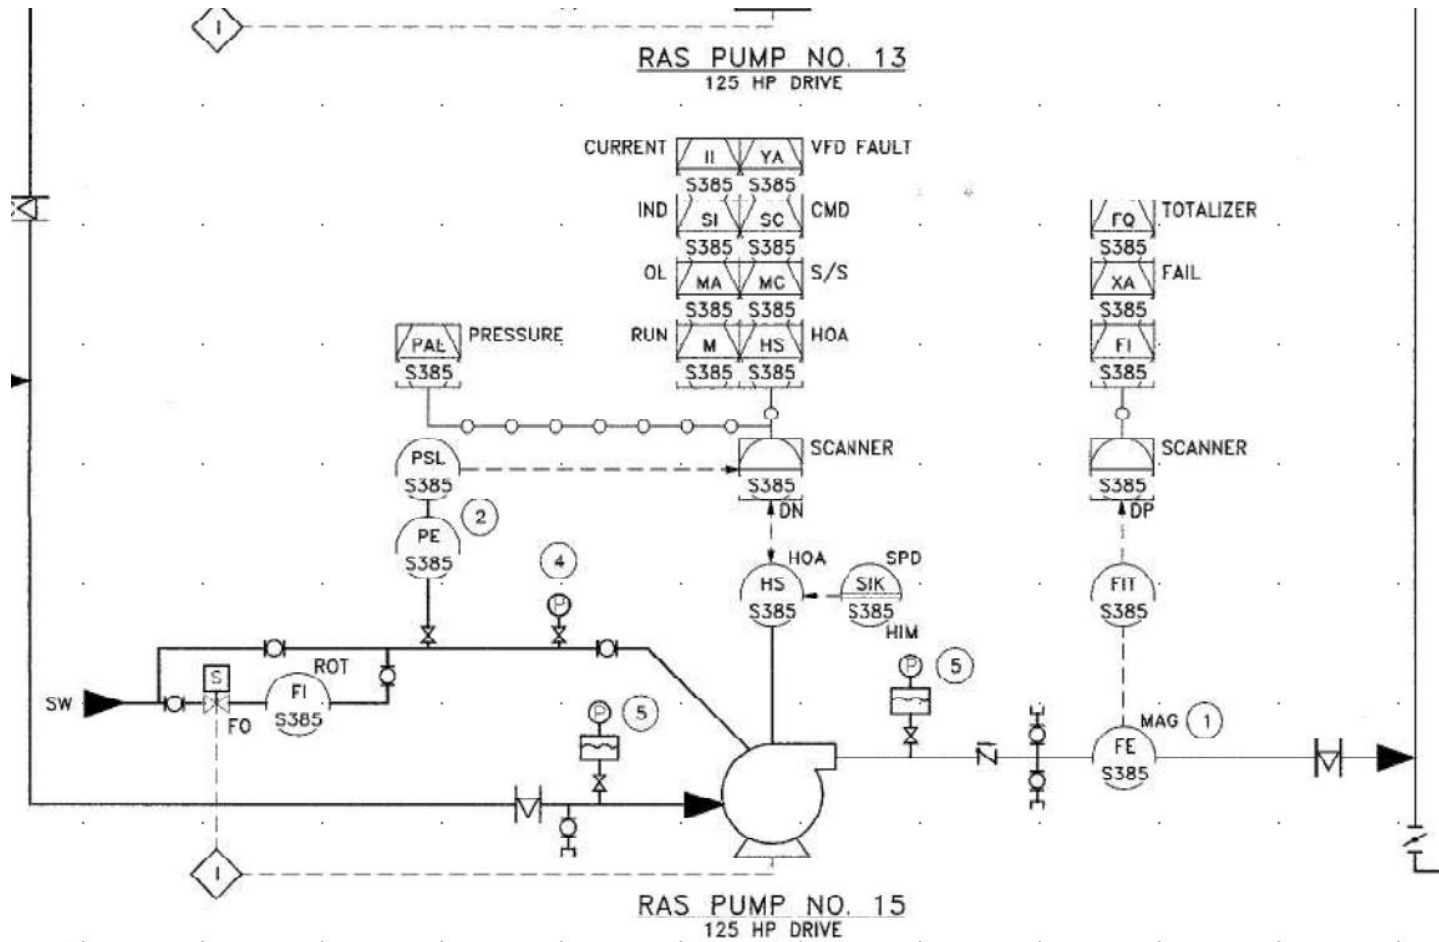 I
RAS PUMP NO. 13
125 HP DRIVE
CURRENT II YA VFD FAULT
S385 S385
IND SI SC CMD
S385 S385
OL MA MC S/S
S385 S385
RUN M HS HOA
S385 S385
PAL PRESSURE
S385
FQ TOTALIZER
S385
XA FAIL
S385
FI
S385
PSL
S385
SCANNER
S385
DN
SCANNER
S385
DP
2
PE
S385
4
P
HOA
HS
S385
SPD
SIK
S385
HIM
FIT
S385
SW
S
FO
ROT
FI
S385
P 5
P 5
MAG 1
FE
S385
I
RAS PUMP NO. 15
125 HP DRIVE